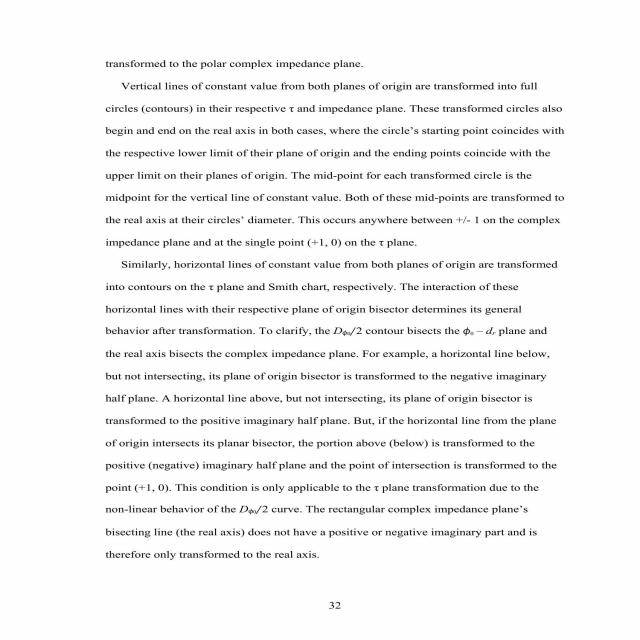 transformed to the polar complex impedance plane.
Vertical lines of constant value from both planes of origin are transformed into full
circles (contours) in their respective τ and impedance plane. These transformed circles also
begin and end on the real axis in both cases, where the circle's starting point coincides with
the respective lower limit of their plane of origin and the ending points coincide with the
upper limit on their planes of origin. The mid-point for each transformed circle is the
midpoint for the vertical line of constant value. Both of these mid-points are transformed to
the real axis at their circles' diameter. This occurs anywhere between +/- 1 on the complex
impedance plane and at the single point (+1, 0) on the τ plane.
Similarly, horizontal lines of constant value from both planes of origin are transformed
into contours on the τ plane and Smith chart, respectively. The interaction of these
horizontal lines with their respective plane of origin bisector determines its general
behavior after transformation. To clarify, the Dϕₐ/2 contour bisects the ϕₐ – dᵣ plane and
the real axis bisects the complex impedance plane. For example, a horizontal line below,
but not intersecting, its plane of origin bisector is transformed to the negative imaginary
half plane. A horizontal line above, but not intersecting, its plane of origin bisector is
transformed to the positive imaginary half plane. But, if the horizontal line from the plane
of origin intersects its planar bisector, the portion above (below) is transformed to the
positive (negative) imaginary half plane and the point of intersection is transformed to the
point (+1, 0). This condition is only applicable to the τ plane transformation due to the
non-linear behavior of the Dϕₐ/2 curve. The rectangular complex impedance plane's
bisecting line (the real axis) does not have a positive or negative imaginary part and is
therefore only transformed to the real axis.
32